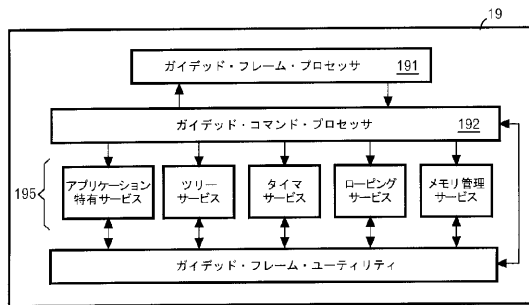 19
ガイデッド・フレーム・プロセッサ 191
ガイデッド・コマンド・プロセッサ 192
195
アプリケーション
特有サービス
ツリー
サービス
タイマ
サービス
ロービング
サービス
メモリ管理
サービス
ガイデッド・フレーム・ユーティリティ